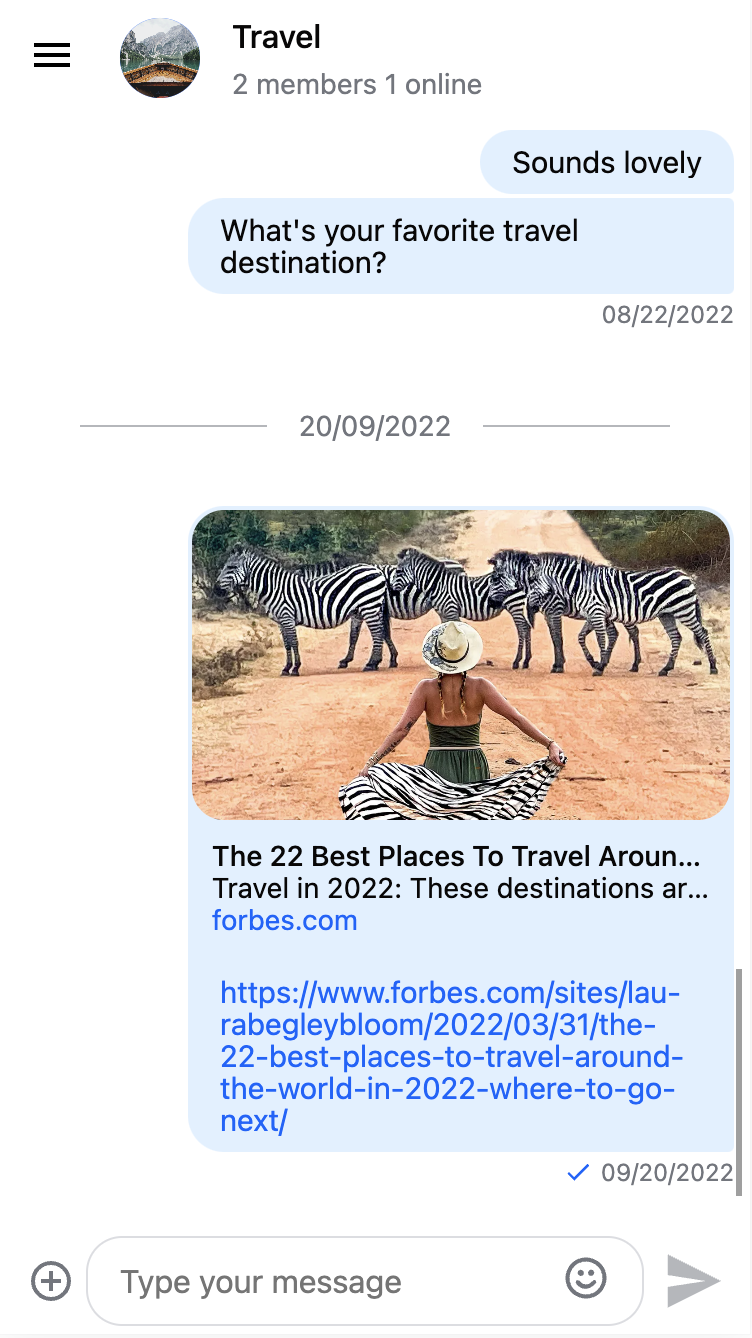 Travel
2 members 1 online
Sounds lovely
What's your favorite travel
destination?
08/22/2022
20/09/2022
The 22 Best Places To Travel Aroun...
Travel in 2022: These destinations ar...
forbes.com
https://www.forbes.com/sites/lau-
rabegleybloom/2022/03/31/the-
22-best-places-to-travel-around-
the-world-in-2022-where-to-go-
next/
09/20/2022
Type your message